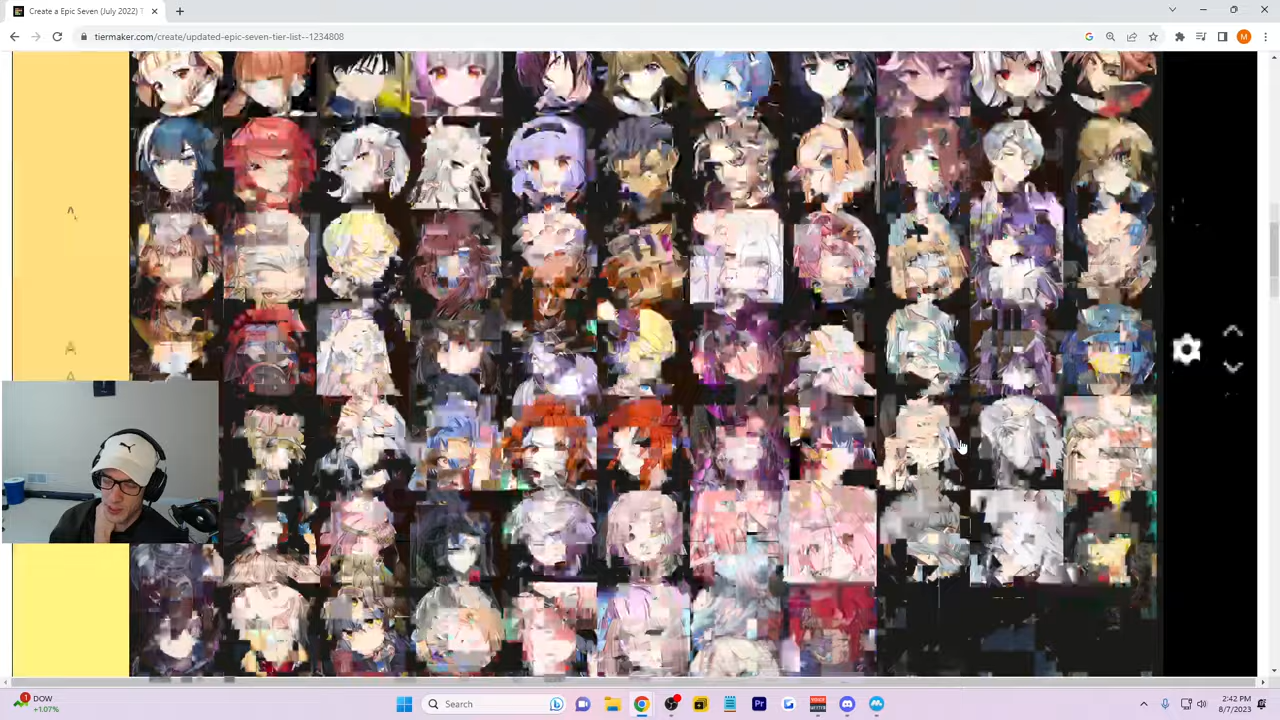 Create a Epic Seven (July 2022) T
tiermaker.com/create/updated-epic-seven-tier-list--1234808
M
A
DOW
+1.07%
Search
Pr
2:42 PM
8/7/2023